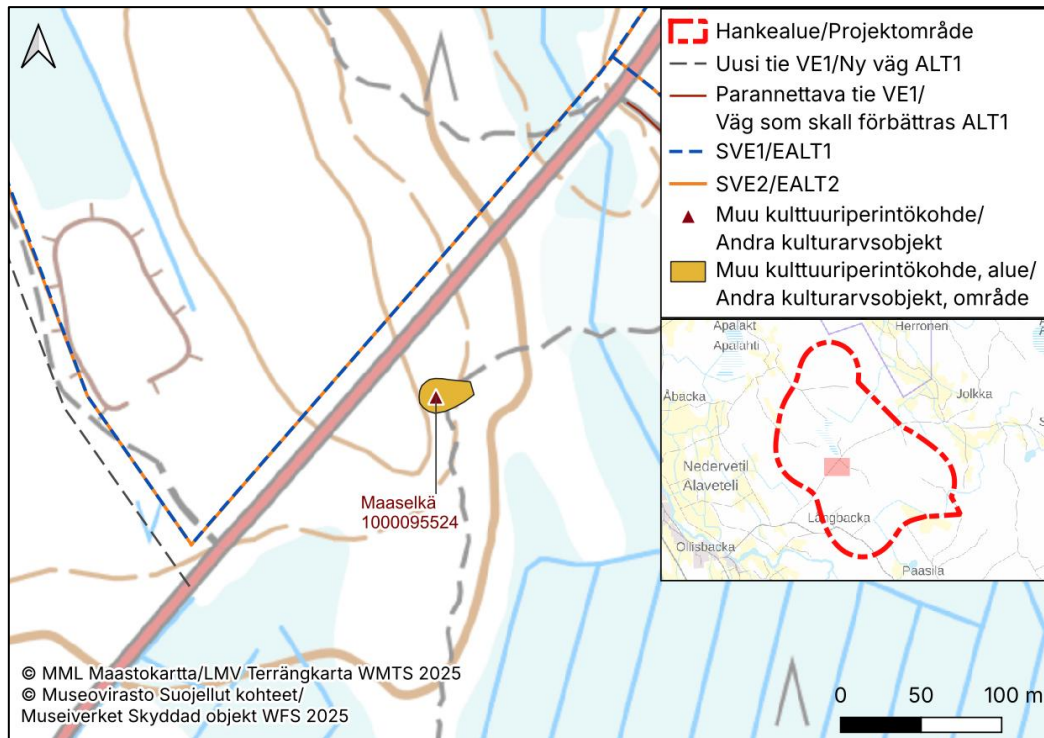 Hankealue/Projektområde
Uusi tie VE1/Ny väg ALT1
Parannettava tie VE1/
Väg som skall förbättras ALT1
SVE1/EALT1
SVE2/EALT2
Muu kulttuuriperintökohde/
Andra kulturarvsobjekt
Muu kulttuuriperintökohde, alue/
Andra kulturarvsobjekt, område
Apalakt
Apalahti
Herronen
Åbacka
Jolkka
Nedervetil
Alaveteli
Långbacka
Ollisbacka
Paasila
Maaselkä
1000095524
© MML Maastokartta/LMV Terrängkarta WMTS 2025
© Museovirasto Suojellut kohteet/
Museiverket Skyddad objekt WFS 2025
0 50 100 m